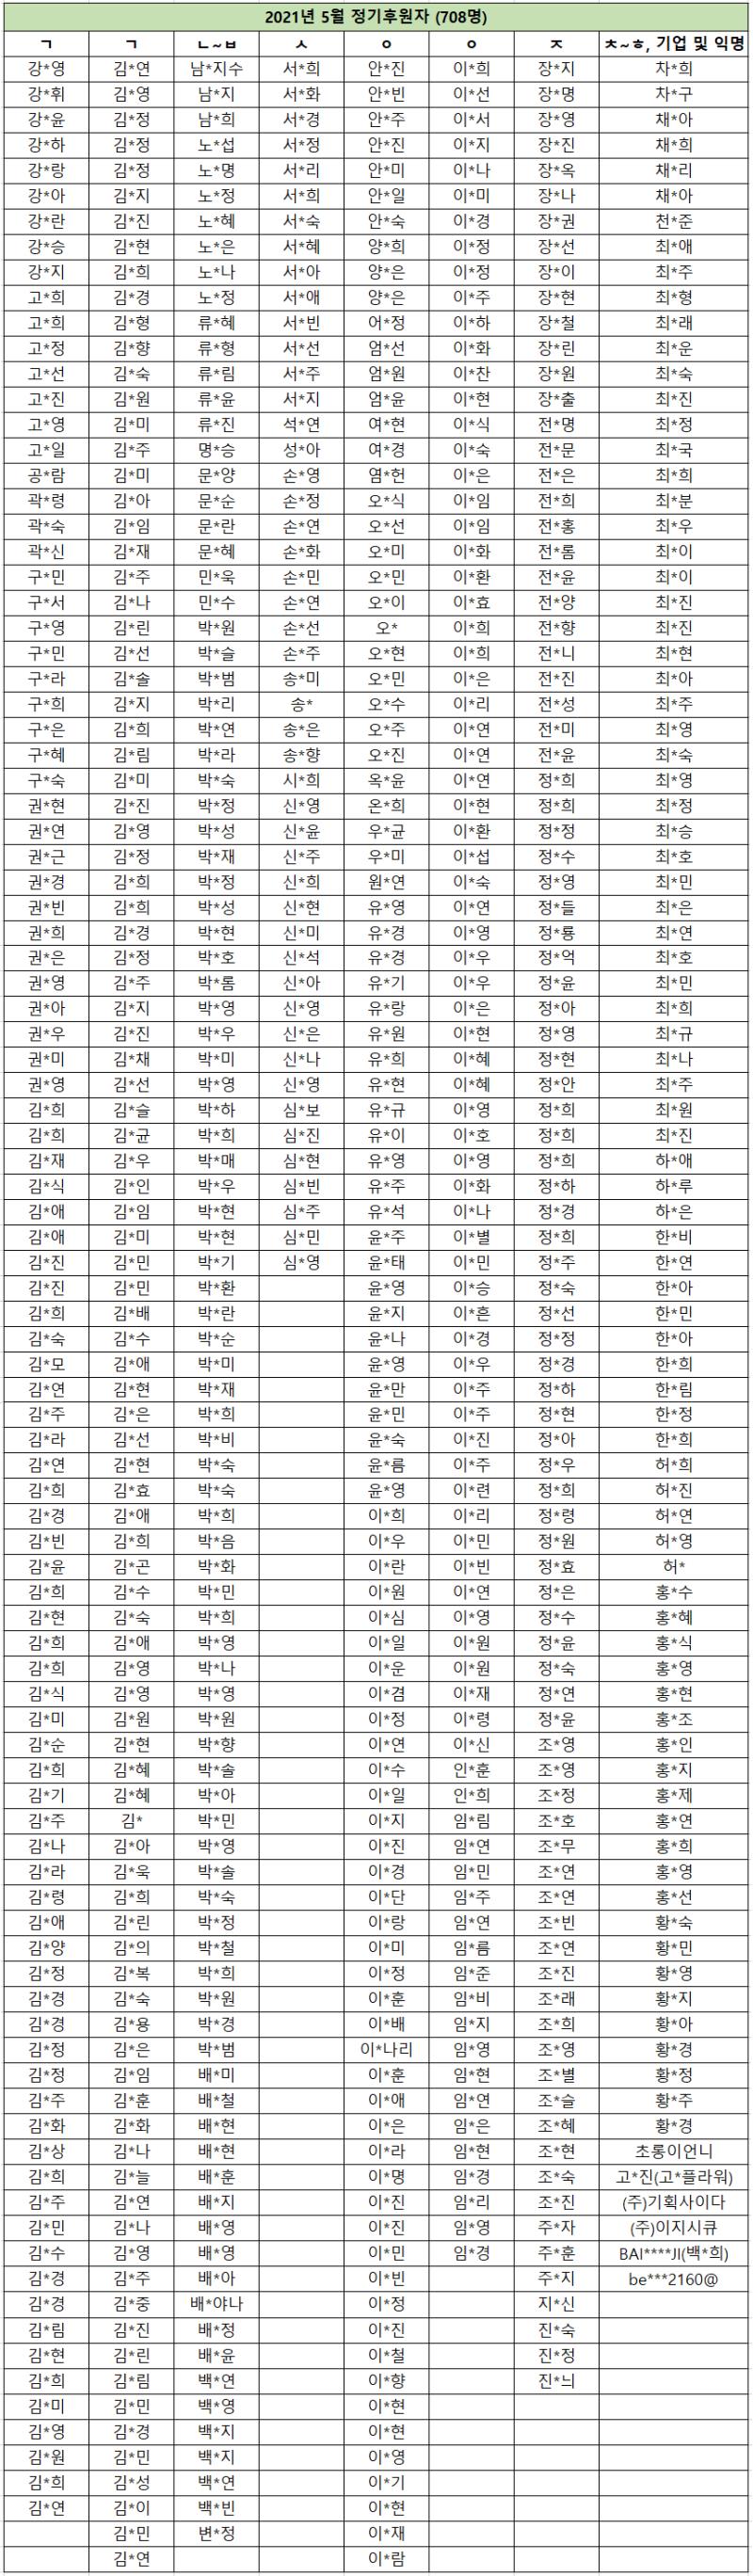 2021년 5월 정기후원자 (708명)
ㄱ ㄱ ㄴ~ㅂ ㅅ ㅇ ㅇ ㅈ ㅊ~ㅎ, 기업 및 익명
강*영 김*연 남*지수 서*희 안*진 이*희 장*지 차*희
강*휘 김*영 남*지 서*화 안*빈 이*선 장*명 차*구
강*윤 김*정 남*희 서*경 안*주 이*서 장*영 채*아
강*하 김*정 노*섭 서*정 안*진 이*지 장*진 채*희
강*랑 김*정 노*명 서*리 안*미 이*나 장*옥 채*리
강*아 김*지 노*정 서*희 안*일 이*미 장*나 채*아
강*란 김*진 노*혜 서*숙 안*숙 이*경 장*권 천*준
강*승 김*현 노*은 서*혜 양*희 이*정 장*선 최*애
강*지 김*희 노*나 서*아 양*은 이*정 장*이 최*주
고*희 김*경 노*정 서*애 양*은 이*주 장*현 최*형
고*희 김*형 류*혜 서*빈 어*정 이*하 장*철 최*래
고*정 김*향 류*형 서*선 엄*선 이*화 장*린 최*운
고*선 김*숙 류*림 서*주 엄*원 이*찬 장*원 최*숙
고*진 김*원 류*윤 서*지 엄*윤 이*현 장*출 최*진
고*영 김*미 류*진 석*연 여*현 이*식 전*명 최*정
고*일 김*주 명*승 성*아 여*경 이*숙 전*문 최*국
공*람 김*미 문*양 손*영 염*헌 이*은 전*은 최*희
곽*령 김*아 문*순 손*정 오*식 이*임 전*희 최*분
곽*숙 김*임 문*란 손*연 오*선 이*임 전*홍 최*우
곽*신 김*재 문*혜 손*화 오*미 이*화 전*롬 최*이
구*민 김*주 민*욱 손*민 오*민 이*환 전*윤 최*이
구*서 김*나 민*수 손*연 오*이 이*효 전*양 최*진
구*영 김*린 박*원 손*선 오* 이*희 전*향 최*진
구*민 김*선 박*슬 손*주 오*현 이*희 전*니 최*현
구*라 김*솔 박*범 송*미 오*민 이*은 전*진 최*아
구*희 김*지 박*리 송* 오*수 이*리 전*성 최*주
구*은 김*희 박*연 송*은 오*주 이*연 전*미 최*영
구*혜 김*림 박*라 송*향 오*진 이*연 전*윤 최*숙
구*숙 김*미 박*숙 시*희 옥*윤 이*연 정*희 최*영
권*현 김*진 박*정 신*영 온*희 이*현 정*희 최*정
권*연 김*영 박*성 신*윤 우*균 이*환 정*정 최*승
권*근 김*정 박*재 신*주 우*미 이*섭 정*수 최*호
권*경 김*희 박*정 신*희 원*연 이*숙 정*영 최*민
권*빈 김*희 박*성 신*현 유*영 이*연 정*들 최*은
권*희 김*경 박*현 신*미 유*경 이*영 정*룡 최*연
권*은 김*정 박*호 신*석 유*경 이*우 정*억 최*호
권*영 김*주 박*롬 신*아 유*기 이*우 정*윤 최*민
권*아 김*지 박*영 신*영 유*랑 이*은 정*아 최*희
권*우 김*진 박*우 신*은 유*원 이*현 정*영 최*규
권*미 김*채 박*미 신*나 유*희 이*혜 정*현 최*나
권*영 김*선 박*영 신*영 유*현 이*혜 정*안 최*주
김*희 김*슬 박*하 심*보 유*규 이*영 정*희 최*원
김*희 김*균 박*희 심*진 유*이 이*호 정*희 최*진
김*재 김*우 박*매 심*현 유*영 이*영 정*희 하*애
김*식 김*인 박*우 심*빈 유*주 이*화 정*하 하*루
김*애 김*임 박*현 심*주 유*석 이*나 정*경 하*은
김*애 김*미 박*현 심*민 윤*주 이*별 정*희 한*비
김*진 김*민 박*기 심*영 윤*태 이*민 정*주 한*연
김*진 김*민 박*환 윤*영 이*승 정*숙 한*아
김*희 김*배 박*란 윤*지 이*흔 정*선 한*민
김*숙 김*수 박*순 윤*나 이*경 정*정 한*아
김*모 김*애 박*미 윤*영 이*우 정*경 한*희
김*연 김*현 박*재 윤*만 이*주 정*하 한*림
김*주 김*은 박*희 윤*민 이*주 정*현 한*정
김*라 김*선 박*비 윤*숙 이*진 정*아 한*희
김*연 김*현 박*숙 윤*름 이*주 정*우 허*희
김*희 김*효 박*숙 윤*영 이*련 정*희 허*진
김*경 김*애 박*희 이*희 이*리 정*령 허*연
김*빈 김*희 박*음 이*우 이*민 정*원 허*영
김*윤 김*곤 박*화 이*란 이*빈 정*효 허*
김*희 김*수 박*민 이*원 이*연 정*은 홍*수
김*현 김*숙 박*희 이*심 이*영 정*수 홍*혜
김*희 김*애 박*영 이*일 이*원 정*윤 홍*식
김*희 김*영 박*나 이*운 이*원 정*숙 홍*영
김*식 김*영 박*영 이*겸 이*재 정*연 홍*현
김*미 김*원 박*원 이*정 이*령 정*윤 홍*조
김*순 김*현 박*향 이*연 이*신 조*영 홍*인
김*희 김*혜 박*솔 이*수 인*훈 조*영 홍*지
김*기 김*혜 박*아 이*일 인*희 조*정 홍*제
김*주 김* 박*민 이*지 임*림 조*호 홍*연
김*나 김*아 박*영 이*진 임*연 조*무 홍*희
김*라 김*욱 박*솔 이*경 임*민 조*연 홍*영
김*령 김*희 박*숙 이*단 임*주 조*연 홍*선
김*애 김*린 박*정 이*랑 임*연 조*빈 황*숙
김*양 김*의 박*철 이*미 임*름 조*연 황*민
김*정 김*복 박*희 이*정 임*준 조*진 황*영
김*경 김*숙 박*원 이*훈 임*비 조*래 황*지
김*경 김*용 박*경 이*배 임*지 조*희 황*아
김*정 김*은 박*범 이*나리 임*영 조*영 황*경
김*정 김*임 배*미 이*훈 임*현 조*별 황*정
김*주 김*훈 배*철 이*애 임*연 조*슬 황*주
김*화 김*화 배*현 이*은 임*은 조*혜 황*경
김*상 김*나 배*현 이*라 임*현 조*현 초롱이언니
김*희 김*늘 배*훈 이*명 임*경 조*숙 고*진(고*플라워)
김*주 김*연 배*지 이*진 임*리 조*진 (주)기획사이다
김*민 김*나 배*영 이*진 임*영 주*자 (주)이지시큐
김*수 김*영 배*영 이*민 임*경 주*훈 BAI****JI(백*희)
김*경 김*주 배*아 이*빈 주*지 be***2160@
김*경 김*중 배*야나 이*정 지*신
김*림 김*진 배*정 이*진 진*숙
김*현 김*린 배*윤 이*철 진*정
김*희 김*림 백*연 이*향 진*늬
김*미 김*민 백*영 이*현
김*영 김*경 백*지 이*현
김*원 김*민 백*지 이*영
김*희 김*성 백*연 이*기
김*연 김*이 백*빈 이*현
김*민 변*정 이*재
김*연 이*람